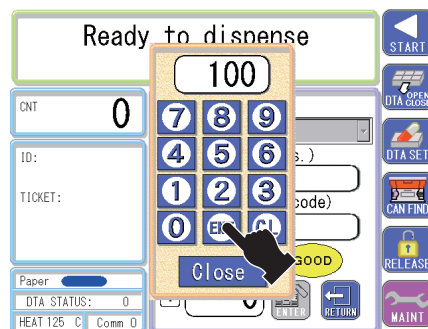 Ready to dispense
START
100
DTA OPEN
CLOSE
CNT
0
7 8 9
DTA SET
ID:
4 5 6
s.)
TICKET:
1 2 3
code)
CAN FIND
0
CL
RELEASE
Close
GOOD
Paper
DTA STATUS: 0
ENTER
RETURN
MAINT
HEAT 125 C
Comm 0